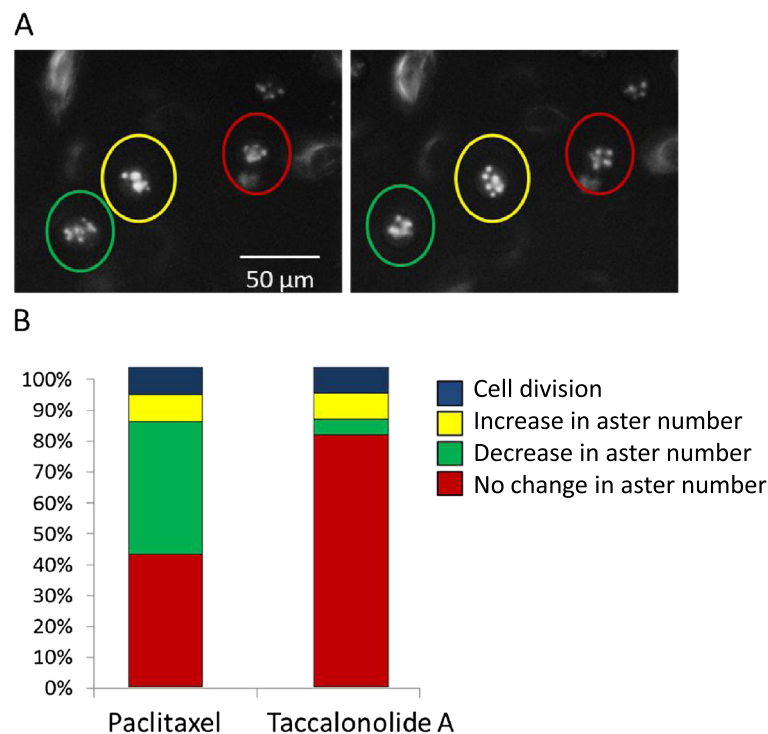 A
50 µm
B
100%
90%
80%
70%
60%
50%
40%
30%
20%
10%
0%
Paclitaxel
Taccalonolide A
Cell division
Increase in aster number
Decrease in aster number
No change in aster number